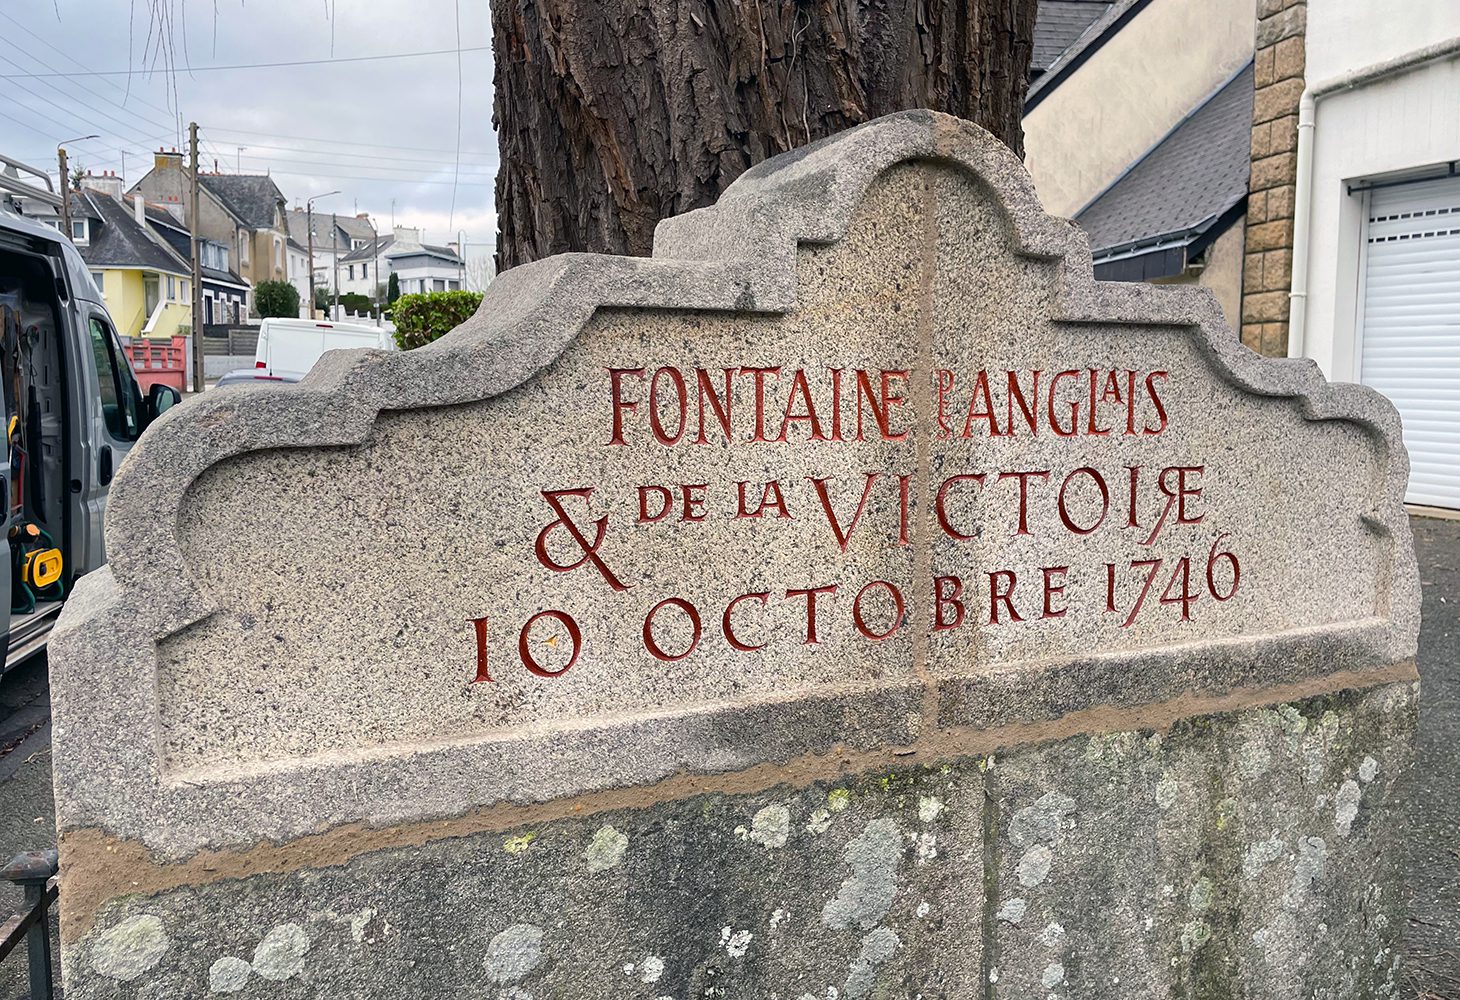 FONTAINE DES ANGLAIS
& DE LA VICTOIRE
10 OCTOBRE 1746